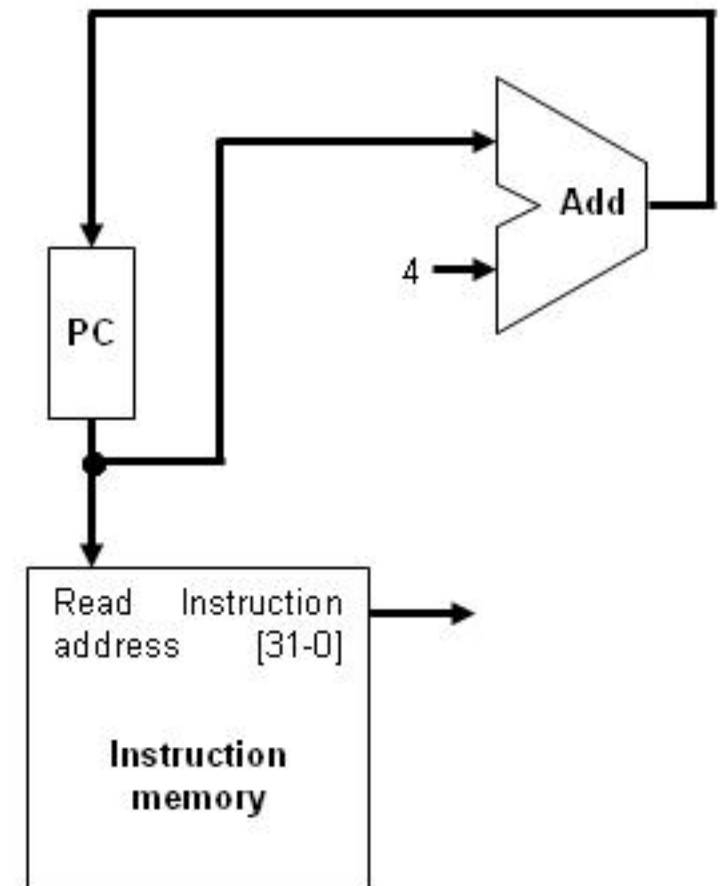 Add
4
PC
Read Instruction
address [31-0]
Instruction
memory